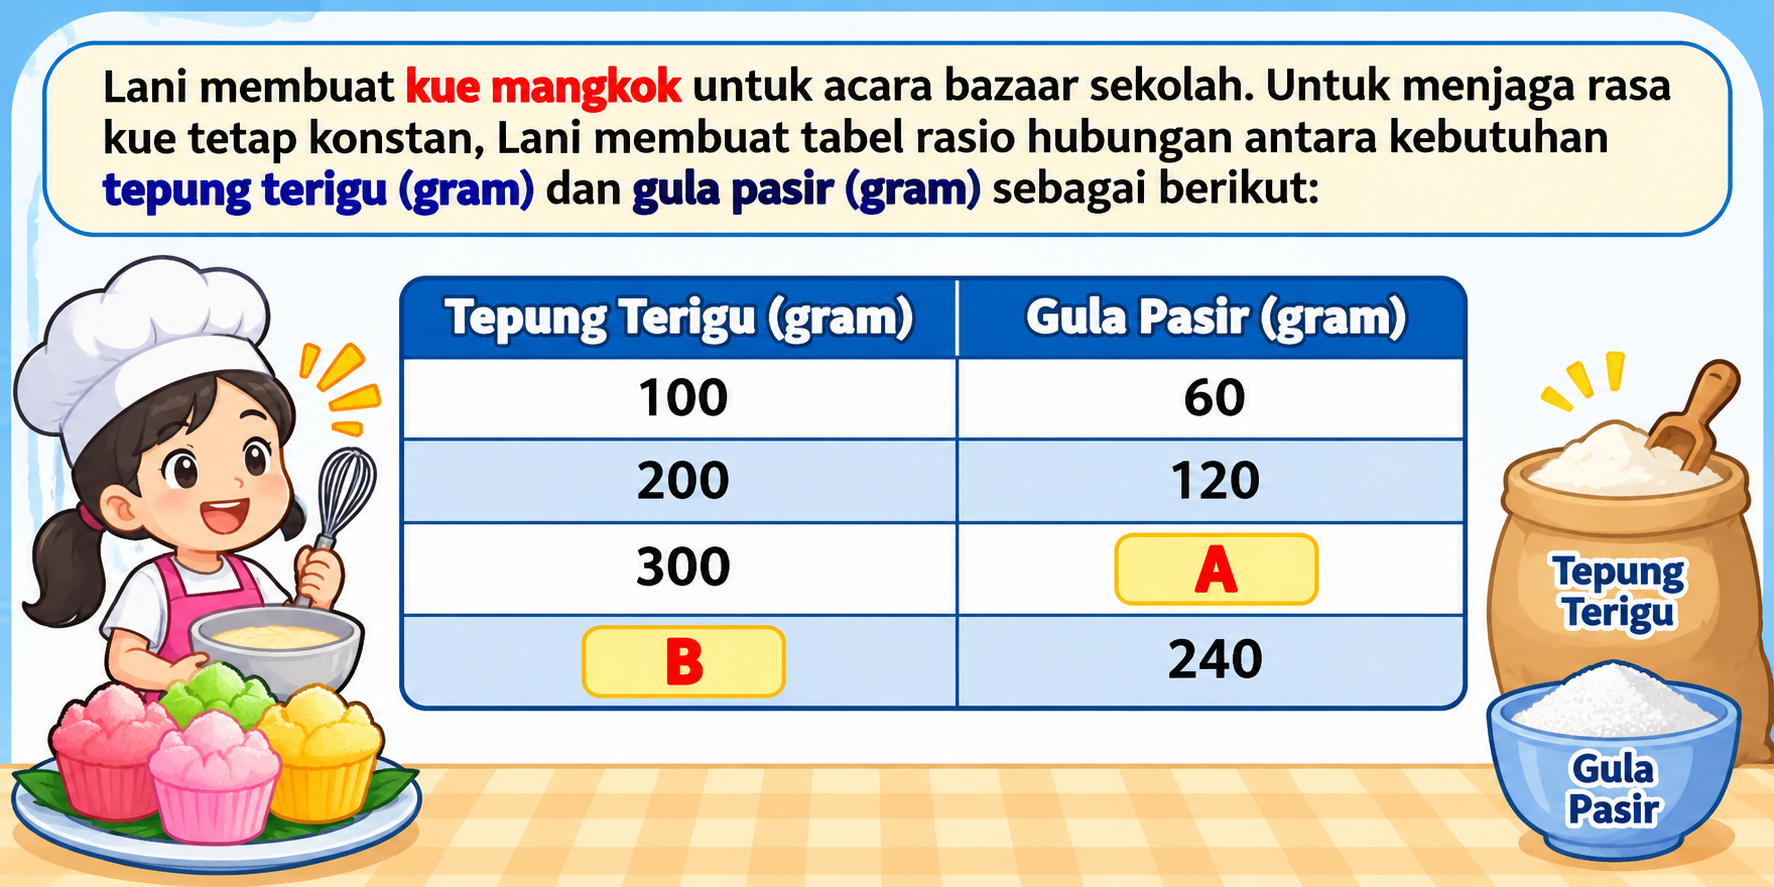 Lani membuat kue mangkok untuk acara bazaar sekolah. Untuk menjaga rasa
kue tetap konstan, Lani membuat tabel rasio hubungan antara kebutuhan
tepung terigu (gram) dan gula pasir (gram) sebagai berikut:
Tepung Terigu (gram) Gula Pasir (gram)
100 60
200 120
300 A
B 240
Tepung
Terigu
Gula
Pasir